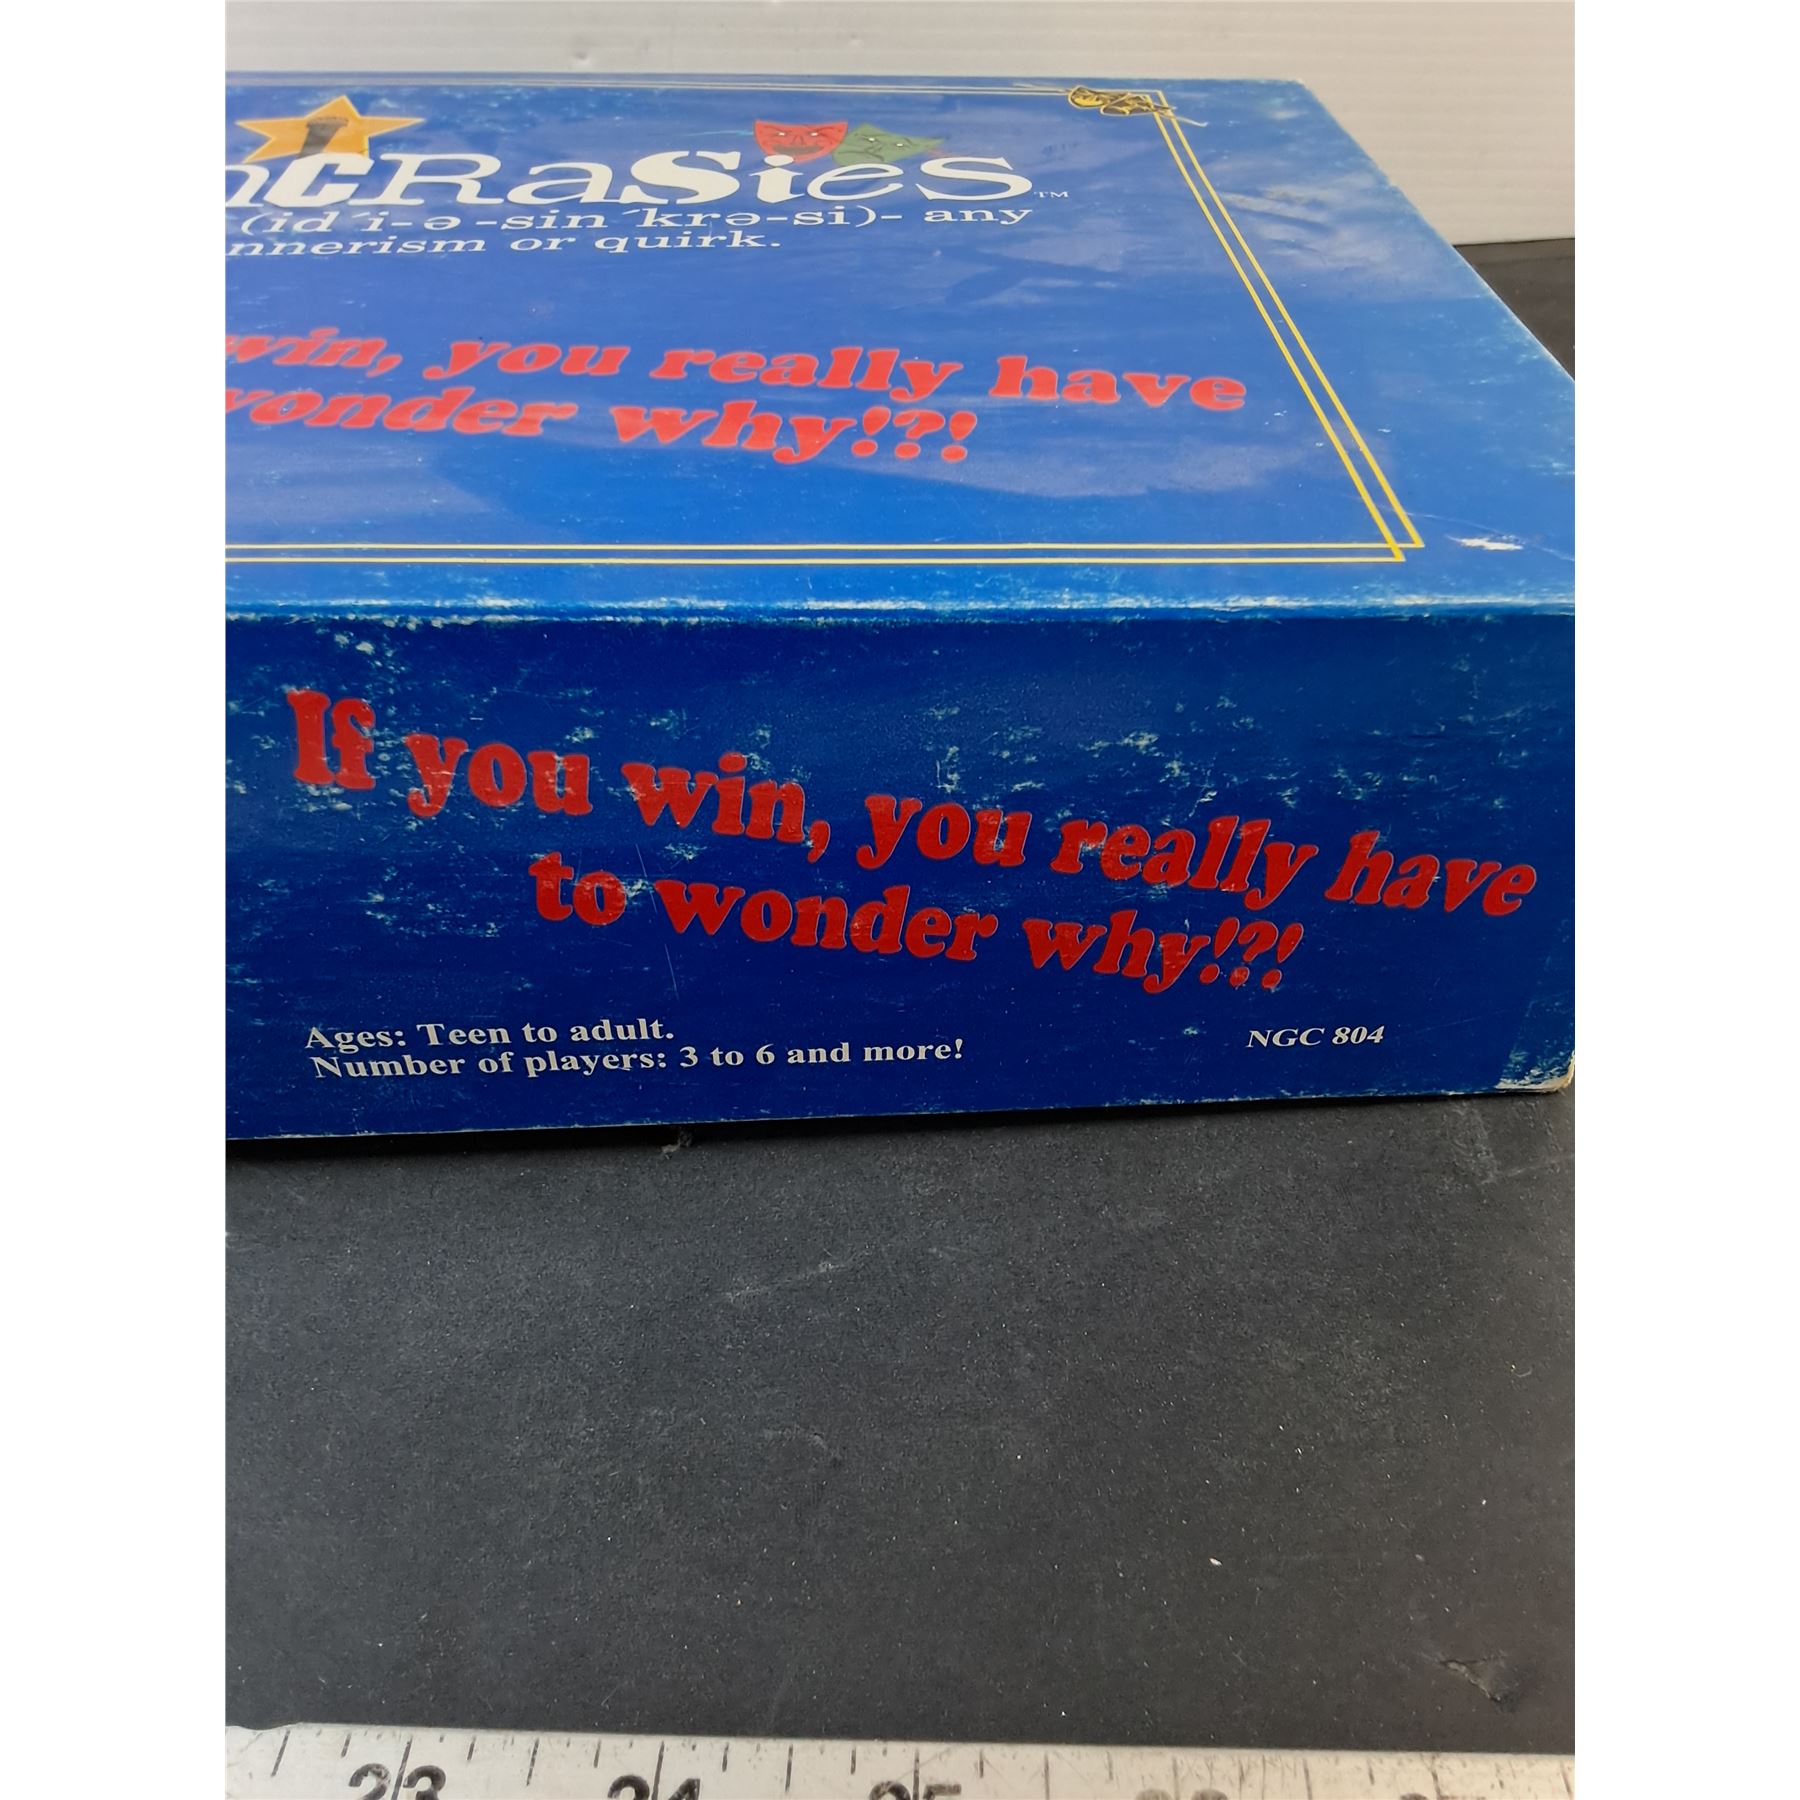 ncRaSieS™
(id´i-ə-sin´krə-si)- any
nnerism or quirk.
win, you really have
wonder why!?!
If you win, you really have
to wonder why!?!
Ages: Teen to adult.
Number of players: 3 to 6 and more!
NGC 804
23 24 25